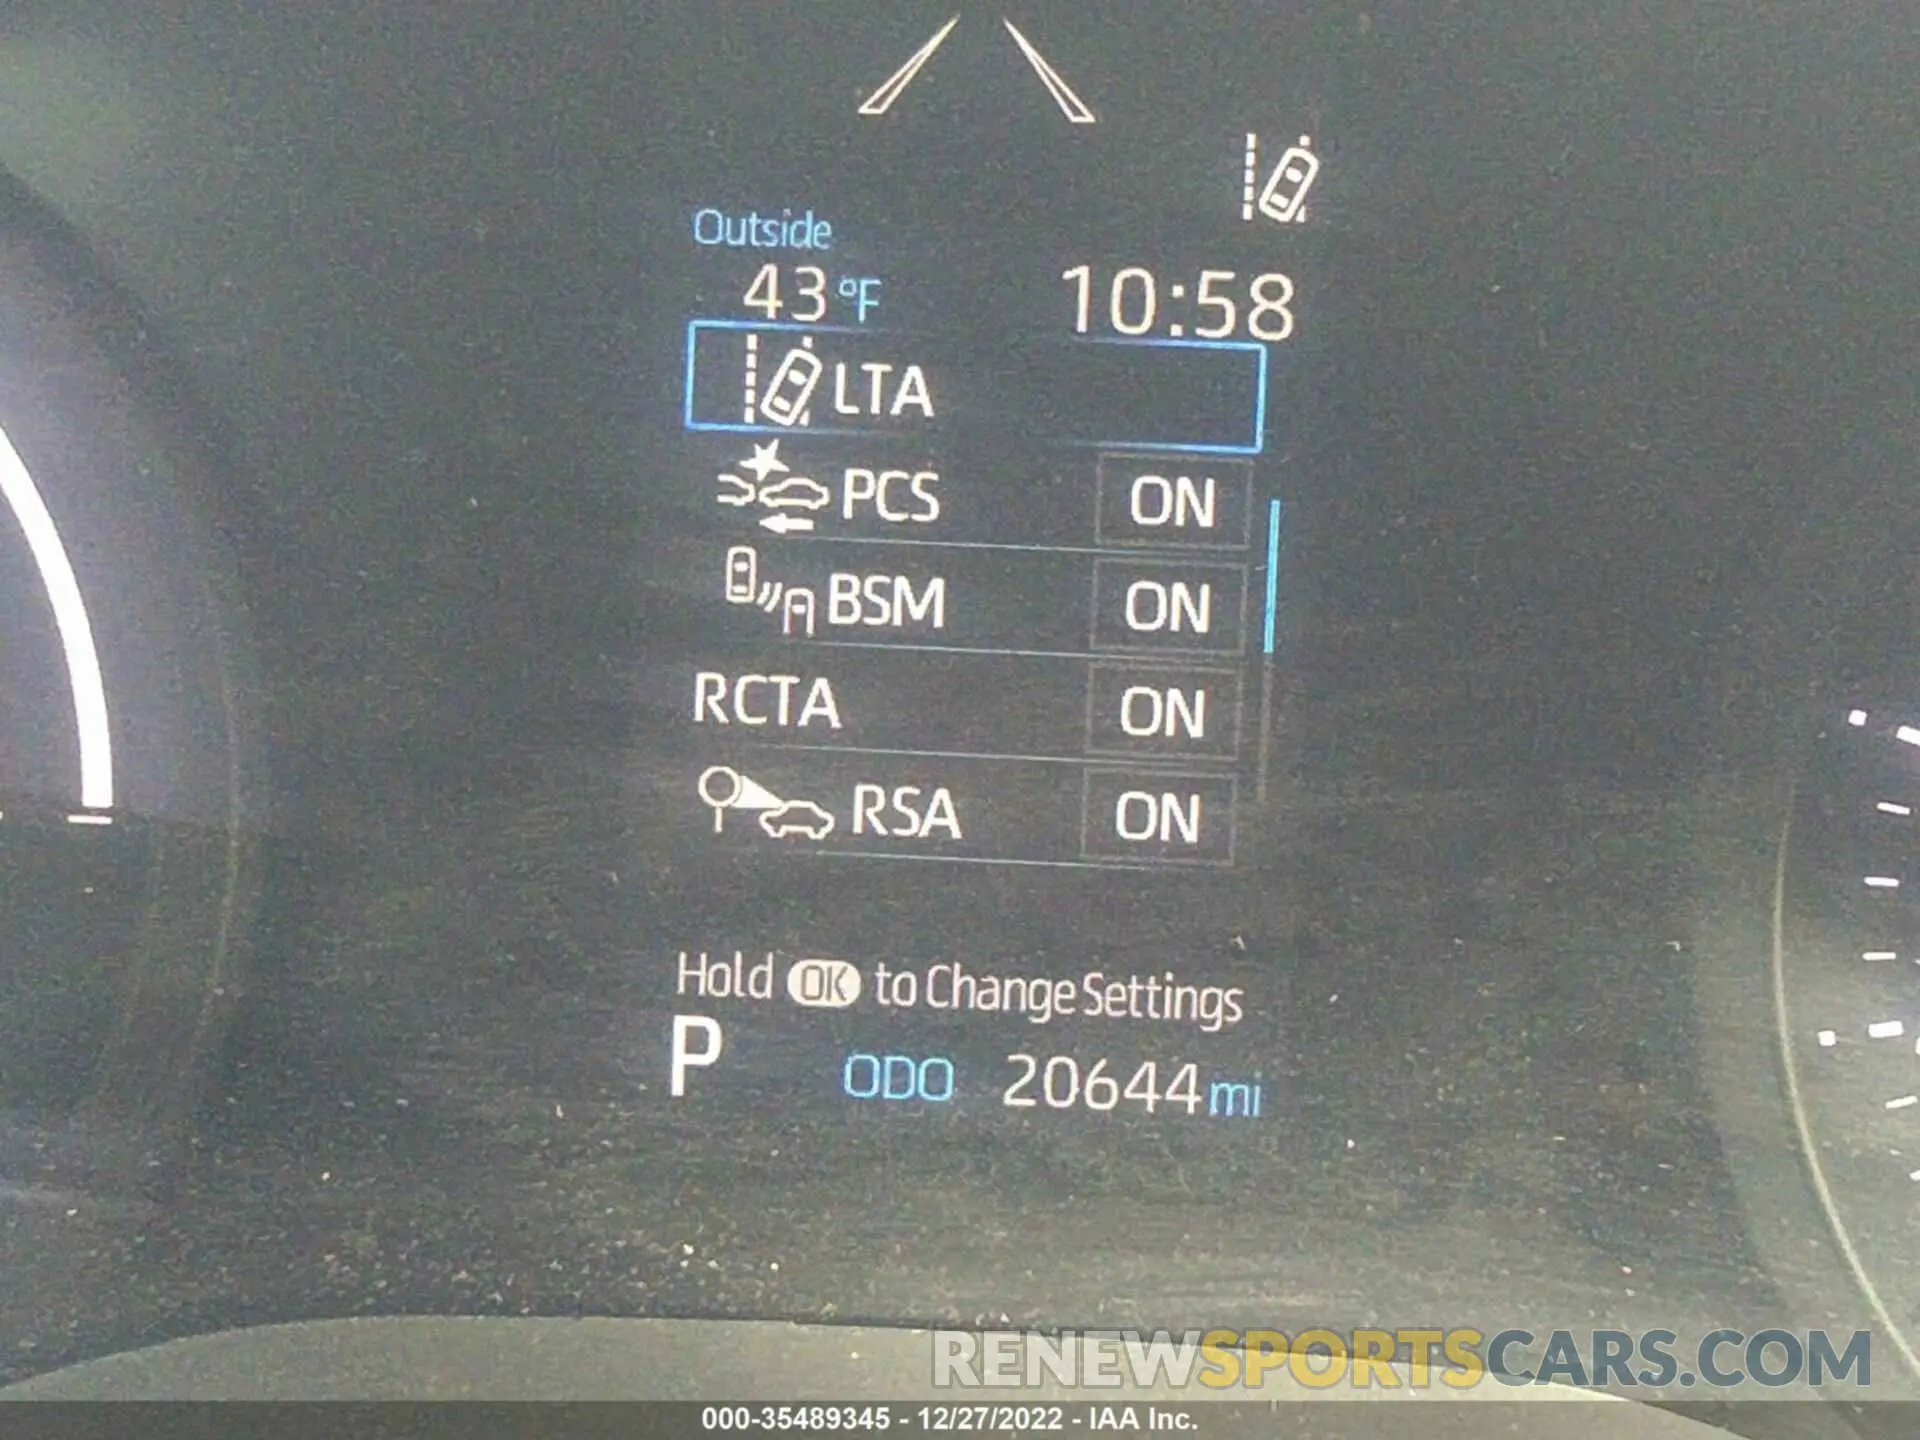 Outside
43 °F 10:58
LTA
PCS ON
BSM ON
RCTA ON
RSA ON
Hold OK to Change Settings
P ODO 20644 mi
RENEWSPORTSCARS.COM
000-35489345 - 12/27/2022 - IAA Inc.